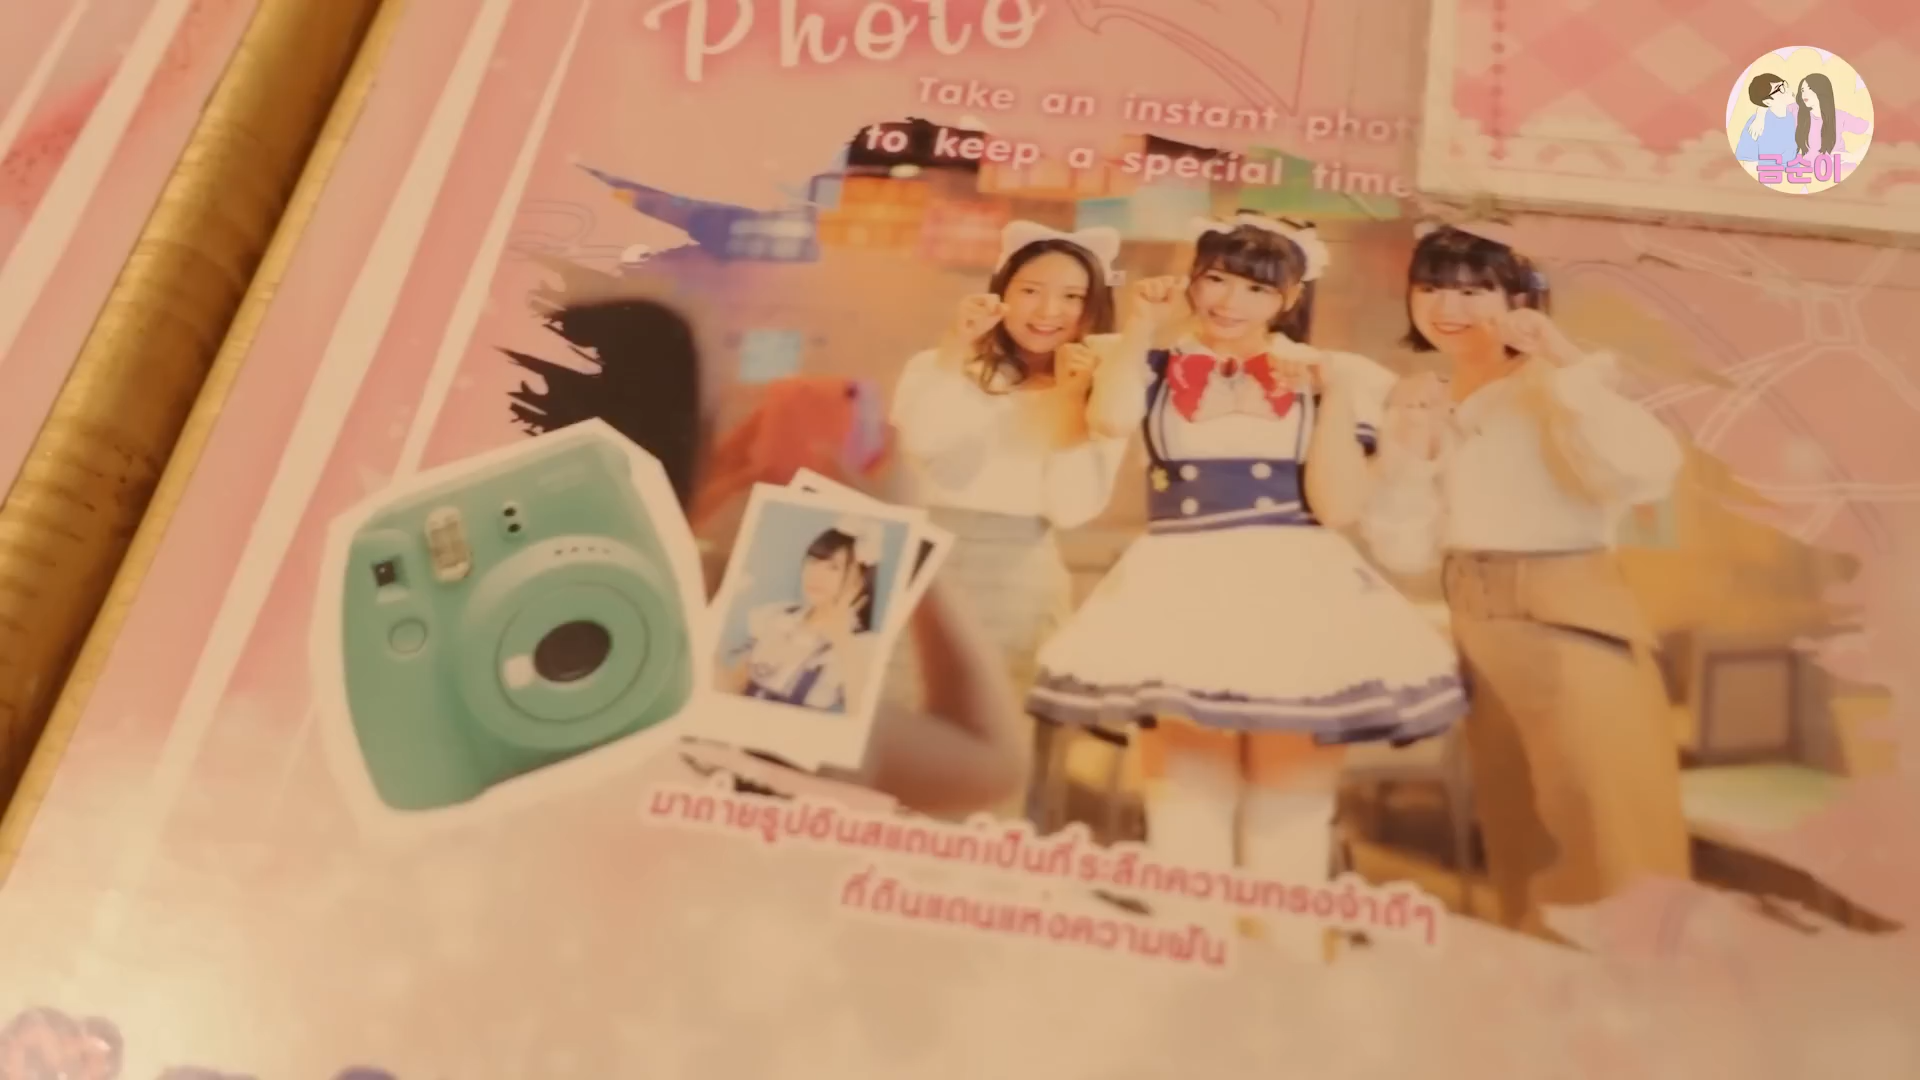 Photo
Take an instant phot
to keep a special time
금순이
มาถ่ายรูปอินสแตนท์เป็นที่ระลึกความทรงจำดีๆ
ที่ดินแดนแห่งความฝัน